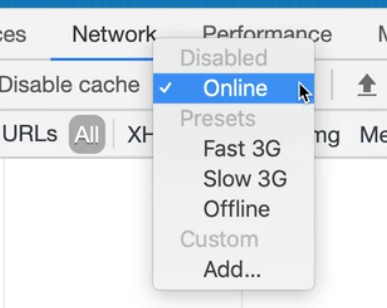 ces Network Performance
Disabled
Disable cache ✓ Online
Presets
URLs All XH mg Me
Fast 3G
Slow 3G
Offline
Custom
Add...